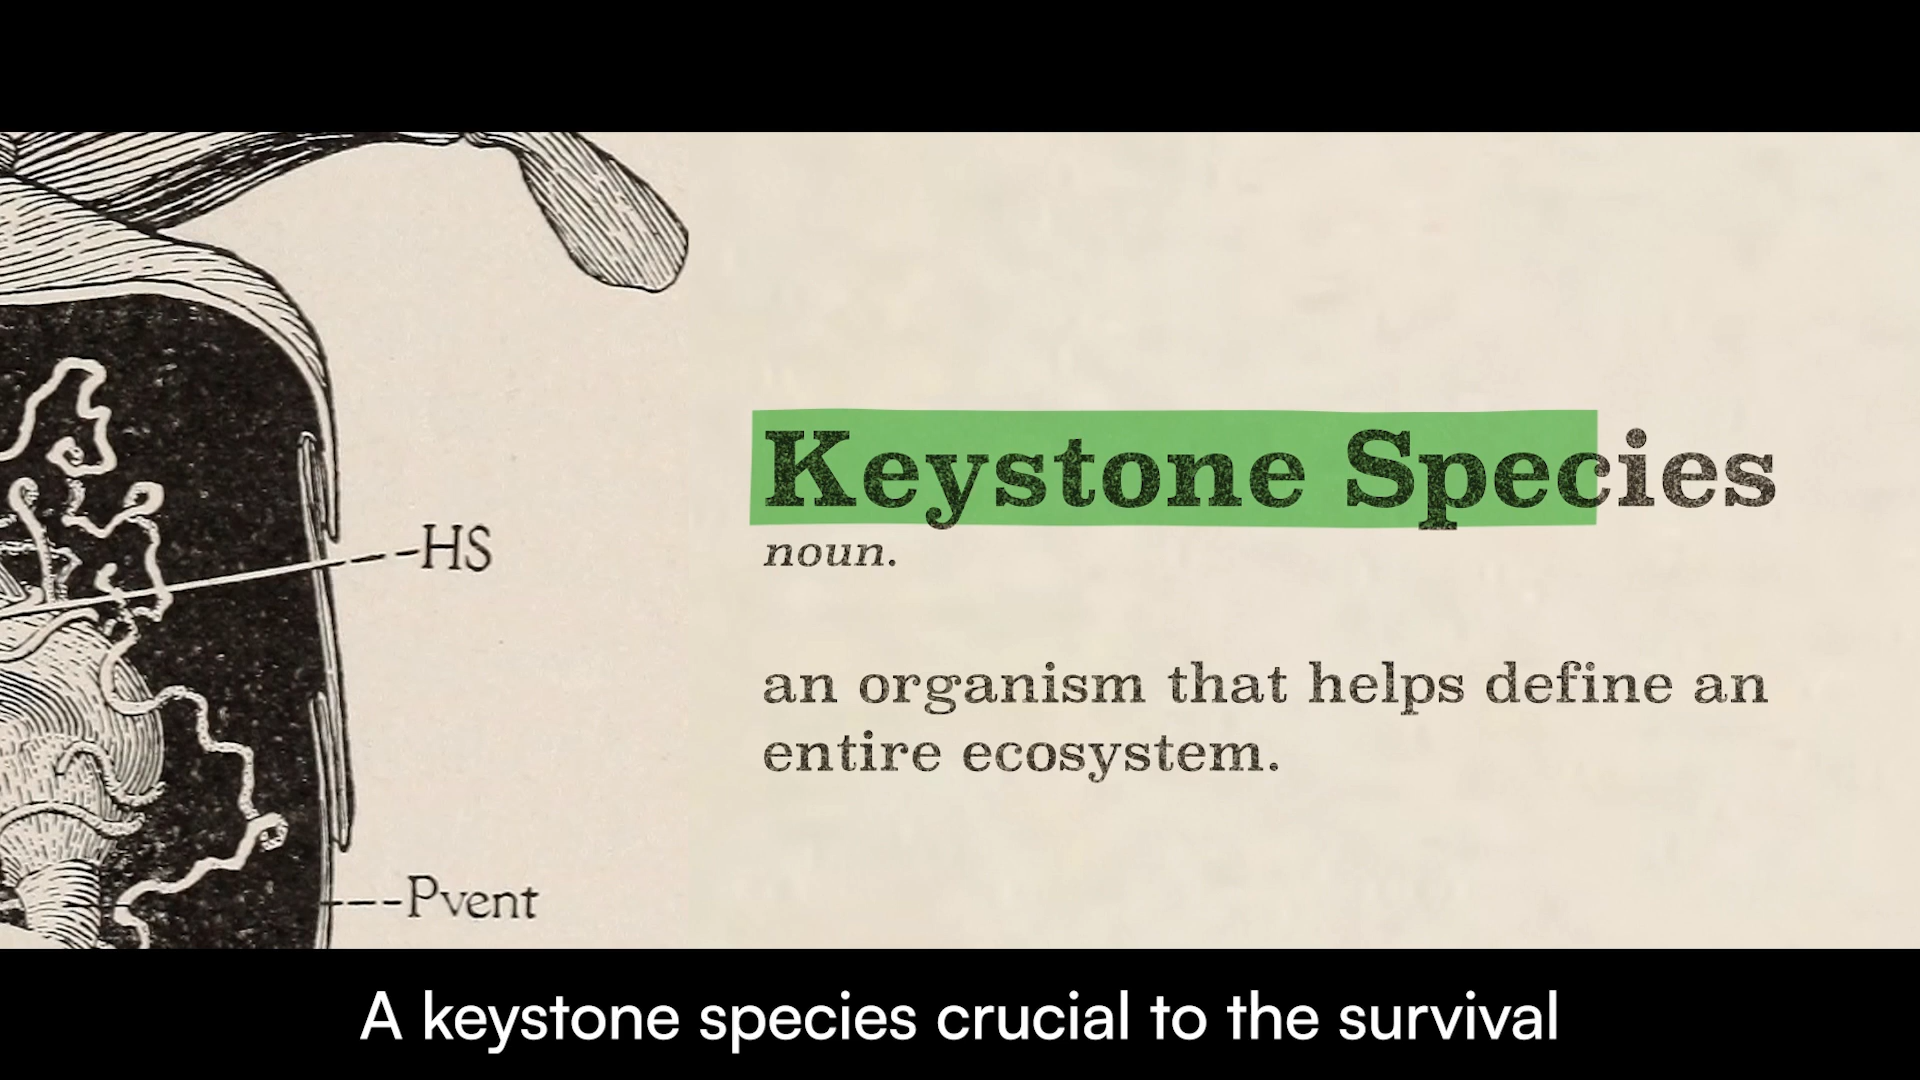 Keystone Species
noun.
an organism that helps define an
entire ecosystem.
HS
Pvent
A keystone species crucial to the survival